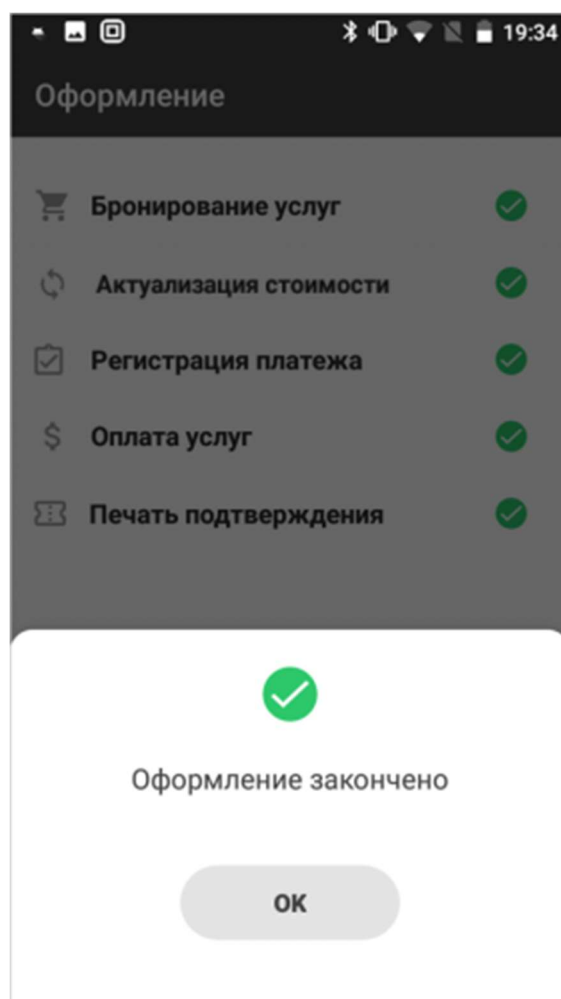 19:34
Оформление
Бронирование услуг
Актуализация стоимости
Регистрация платежа
$ Оплата услуг
Печать подтверждения
Оформление закончено
ОК